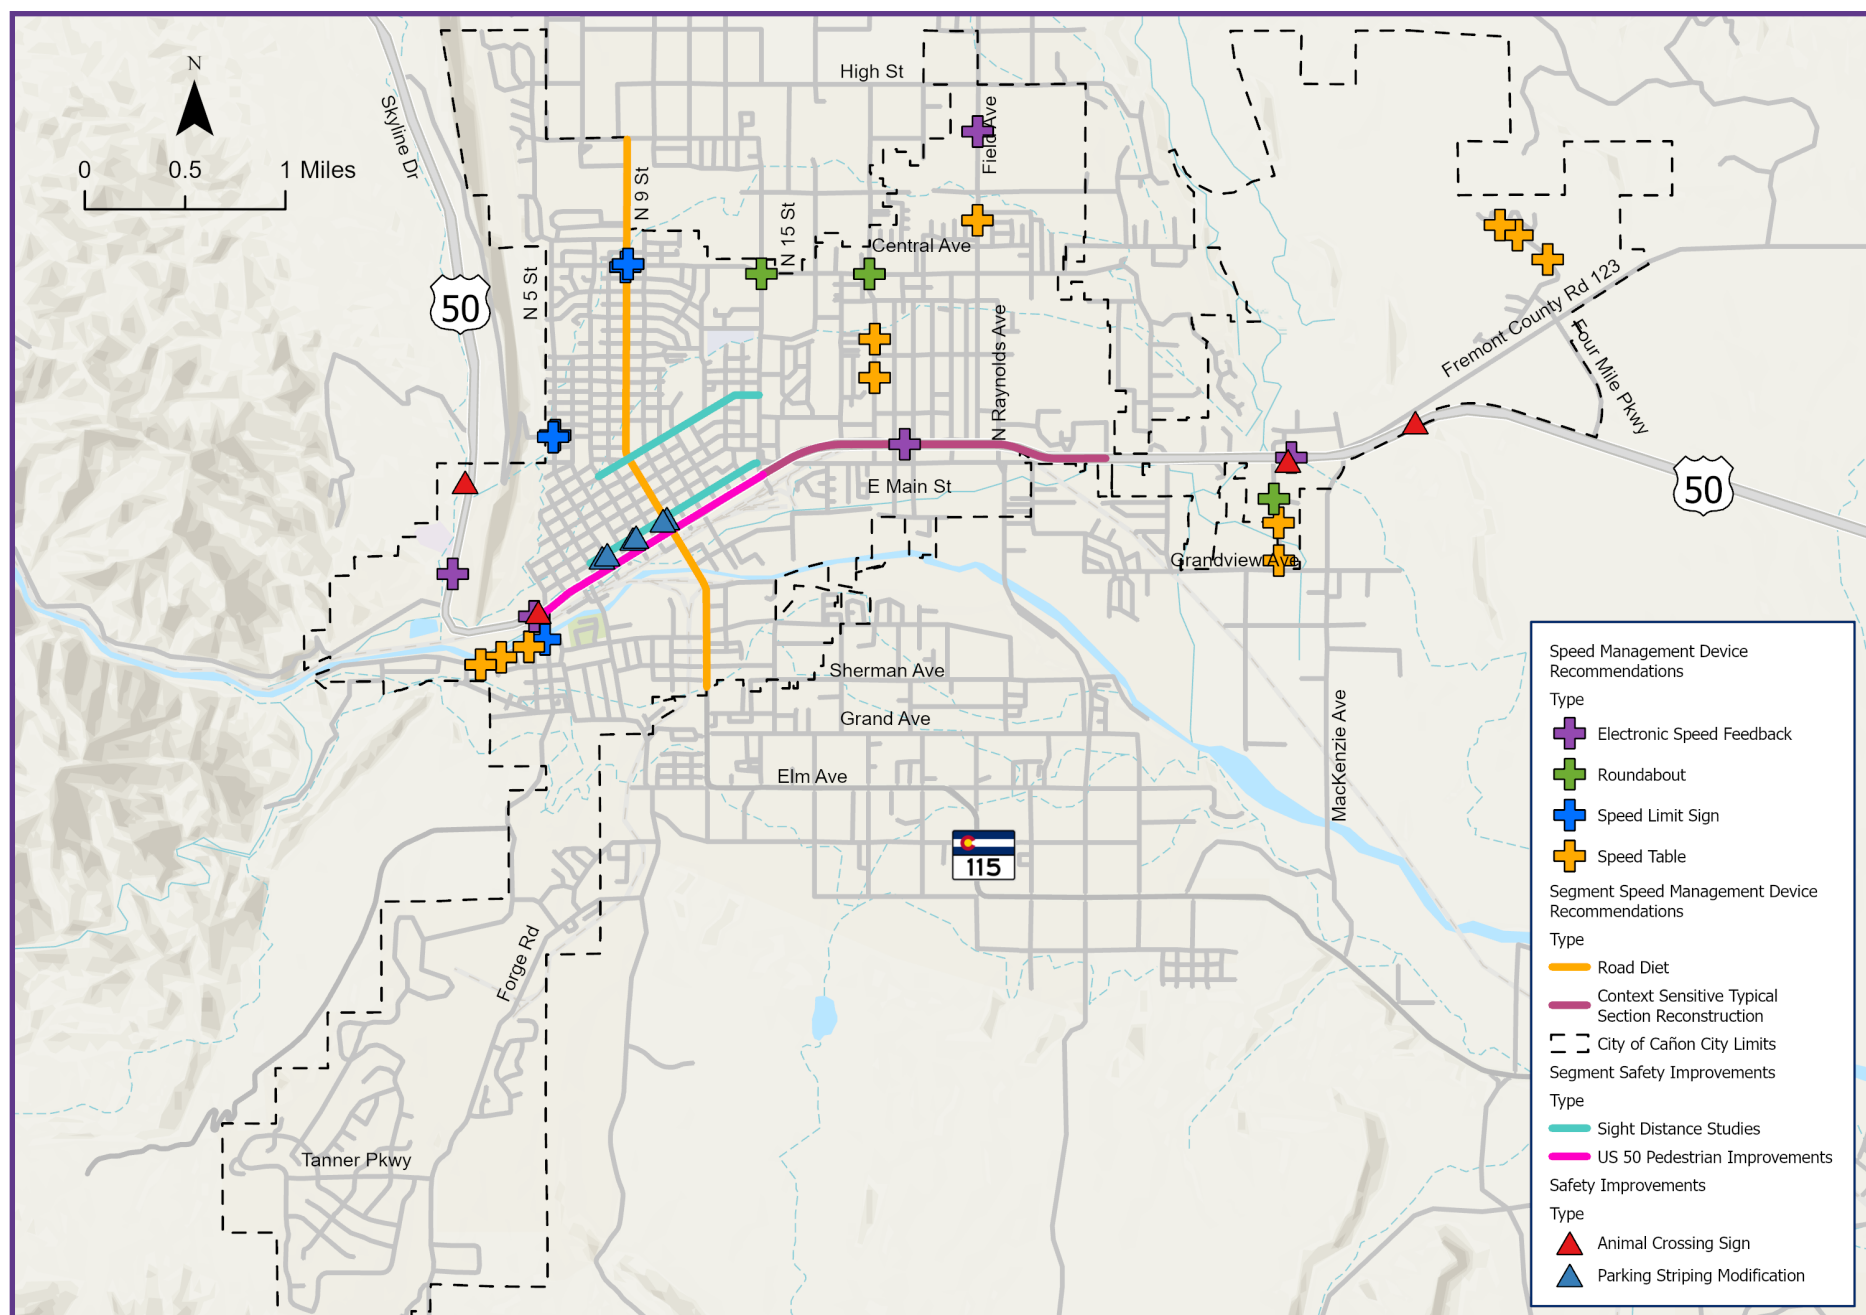 N
0 0.5 1 Miles
High St
Skyline Dr
Field Ave
N 9 St
N 15 St
Central Ave
N 5 St
50
Fremont County Rd 123
Four Mile Pkwy
N Raynolds Ave
E Main St
50
Grandview Ave
Sherman Ave
Grand Ave
Elm Ave
MacKenzie Ave
115
Forge Rd
Tanner Pkwy
Speed Management Device
Recommendations
Type
Electronic Speed Feedback
Roundabout
Speed Limit Sign
Speed Table
Segment Speed Management Device
Recommendations
Type
Road Diet
Context Sensitive Typical
Section Reconstruction
City of Cañon City Limits
Segment Safety Improvements
Type
Sight Distance Studies
US 50 Pedestrian Improvements
Safety Improvements
Type
Animal Crossing Sign
Parking Striping Modification